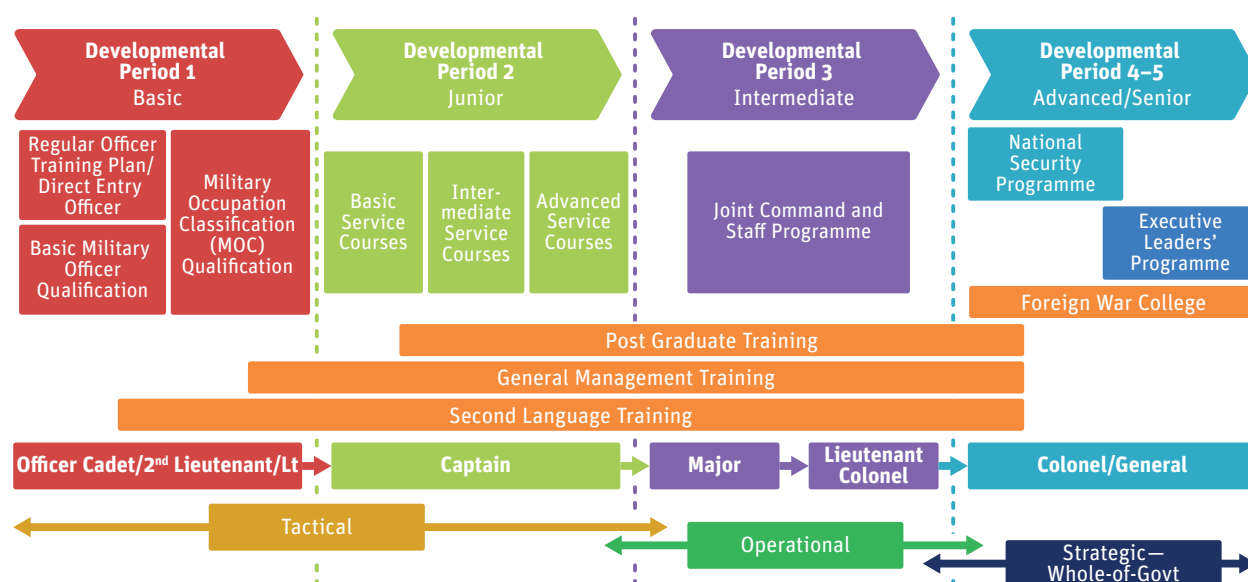 Developmental
Period 1
Basic
Developmental
Period 2
Junior
Developmental
Period 3
Intermediate
Developmental
Period 4–5
Advanced/Senior
Regular Officer
Training Plan/
Direct Entry
Officer
Basic Military
Officer
Qualification
Military
Occupation
Classification
(MOC)
Qualification
Basic
Service
Courses
Inter-
mediate
Service
Courses
Advanced
Service
Courses
Joint Command and
Staff Programme
National
Security
Programme
Executive
Leaders’
Programme
Foreign War College
Post Graduate Training
General Management Training
Second Language Training
Officer Cadet/2nd Lieutenant/Lt
Captain
Major
Lieutenant
Colonel
Colonel/General
Tactical
Operational
Strategic—
Whole-of-Govt